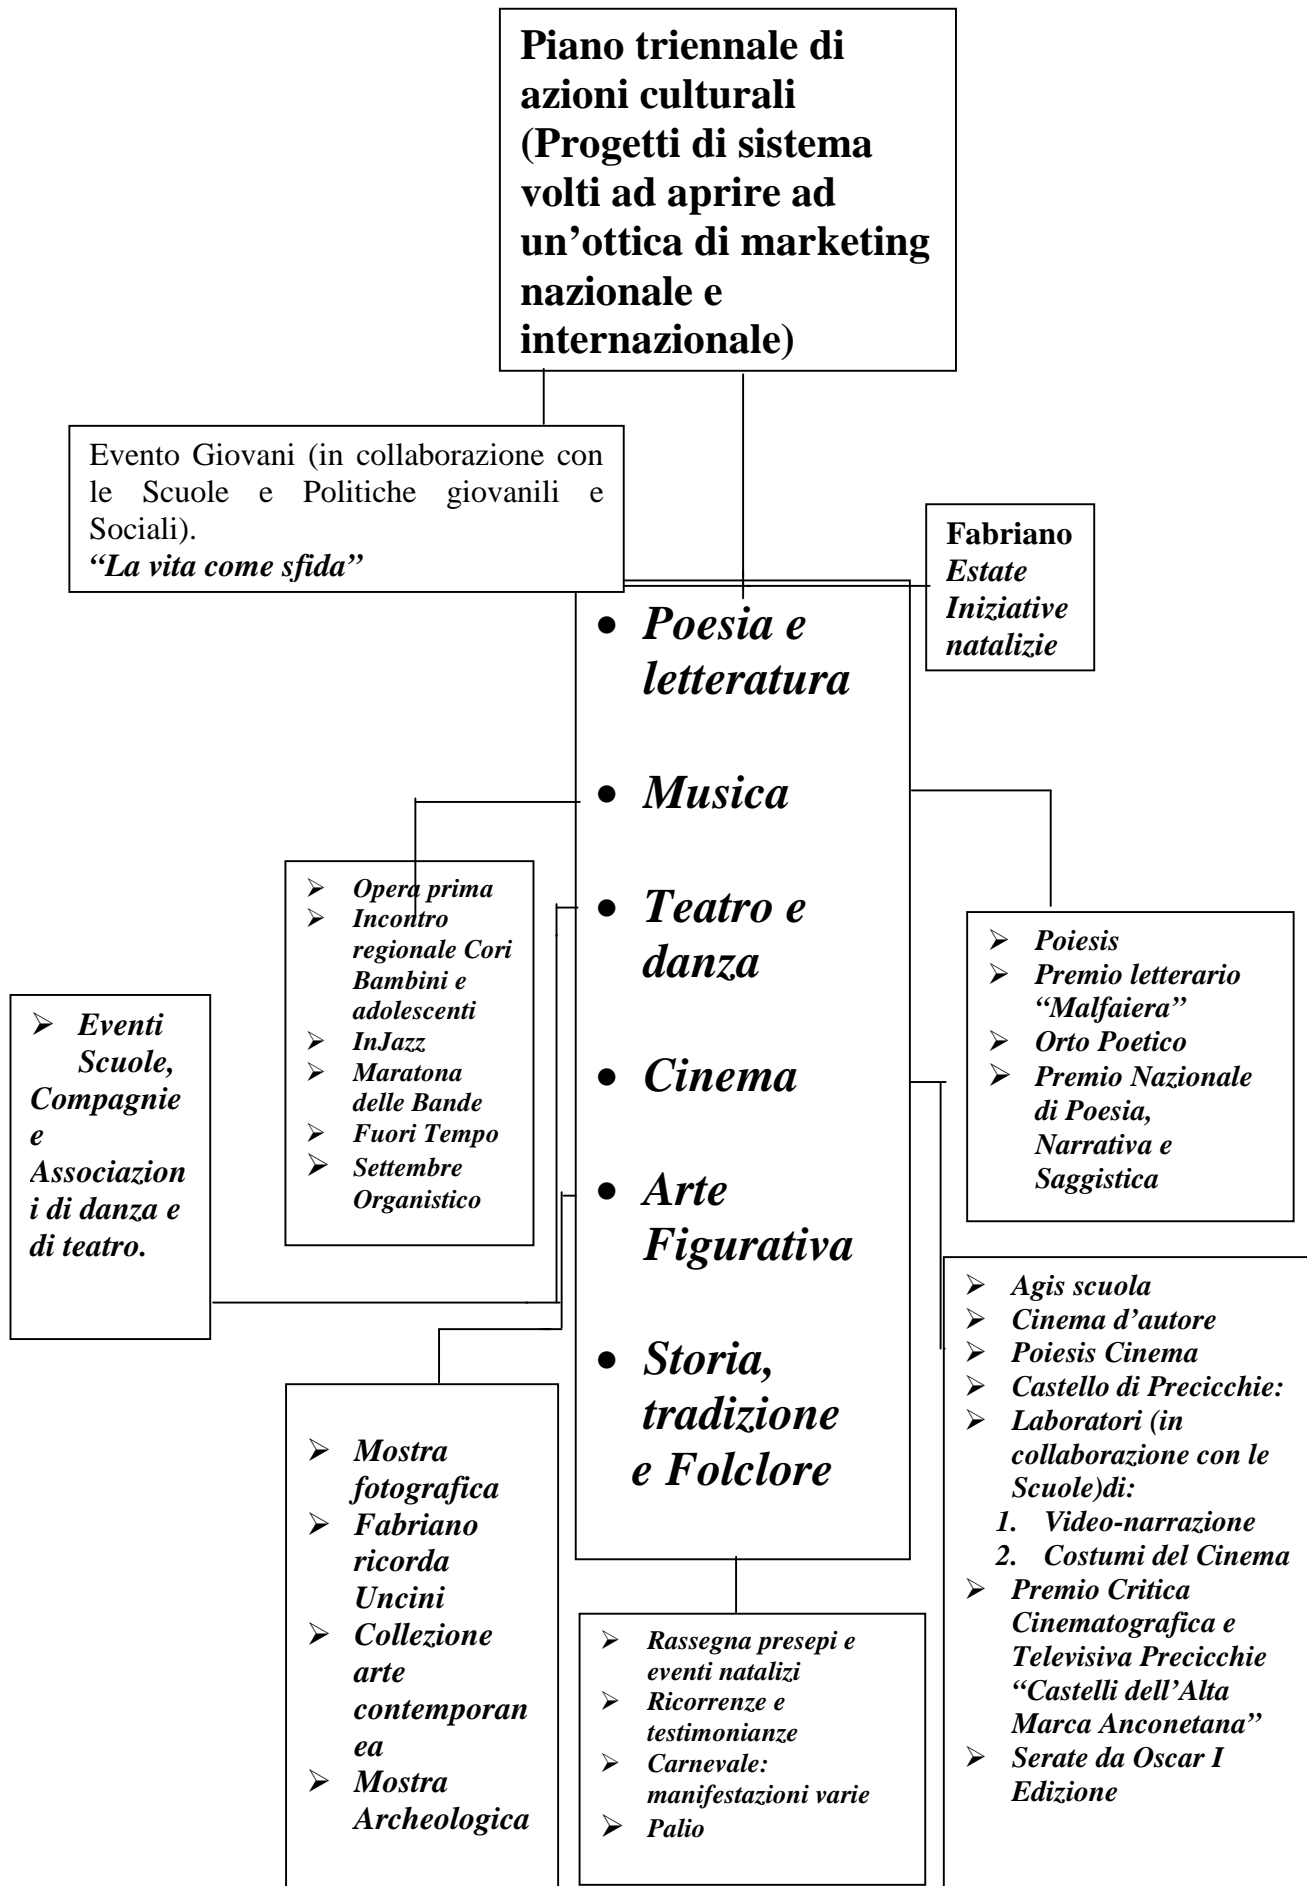 Piano triennale di
azioni culturali
(Progetti di sistema
volti ad aprire ad
un’ottica di marketing
nazionale e
internazionale)
Evento Giovani (in collaborazione con
le Scuole e Politiche giovanili e
Sociali).
“La vita come sfida”
Fabriano
Estate
Iniziative
natalizie
• Poesia e
letteratura
• Musica
• Teatro e
danza
• Cinema
• Arte
Figurativa
• Storia,
tradizione
e Folclore
➢ Opera prima
➢ Incontro
regionale Cori
Bambini e
adolescenti
➢ InJazz
➢ Maratona
delle Bande
➢ Fuori Tempo
➢ Settembre
Organistico
➢ Poiesis
➢ Premio letterario
“Malfaiera”
➢ Orto Poetico
➢ Premio Nazionale
di Poesia,
Narrativa e
Saggistica
➢ Eventi
Scuole,
Compagnie
e
Associazion
i di danza e
di teatro.
➢ Agis scuola
➢ Cinema d’autore
➢ Poiesis Cinema
➢ Castello di Precicchie:
➢ Laboratori (in
collaborazione con le
Scuole)di:
1. Video-narrazione
2. Costumi del Cinema
➢ Premio Critica
Cinematografica e
Televisiva Precicchie
“Castelli dell’Alta
Marca Anconetana”
➢ Serate da Oscar I
Edizione
➢ Mostra
fotografica
➢ Fabriano
ricorda
Uncini
➢ Collezione
arte
contemporan
ea
➢ Mostra
Archeologica
➢ Rassegna presepi e
eventi natalizi
➢ Ricorrenze e
testimonianze
➢ Carnevale:
manifestazioni varie
➢ Palio